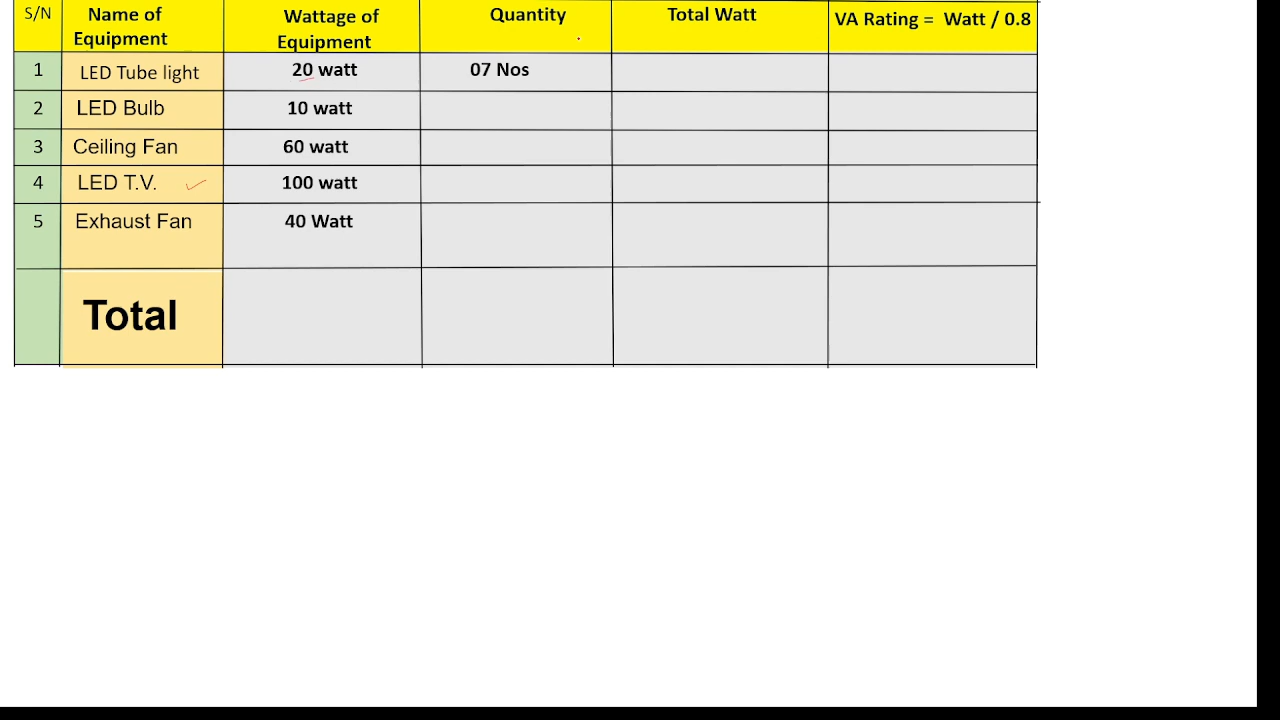 S/N Name of Equipment Wattage of Equipment Quantity Total Watt VA Rating = Watt / 0.8
1 LED Tube light 20 watt 07 Nos
2 LED Bulb 10 watt
3 Ceiling Fan 60 watt
4 LED T.V. 100 watt
5 Exhaust Fan 40 Watt
Total